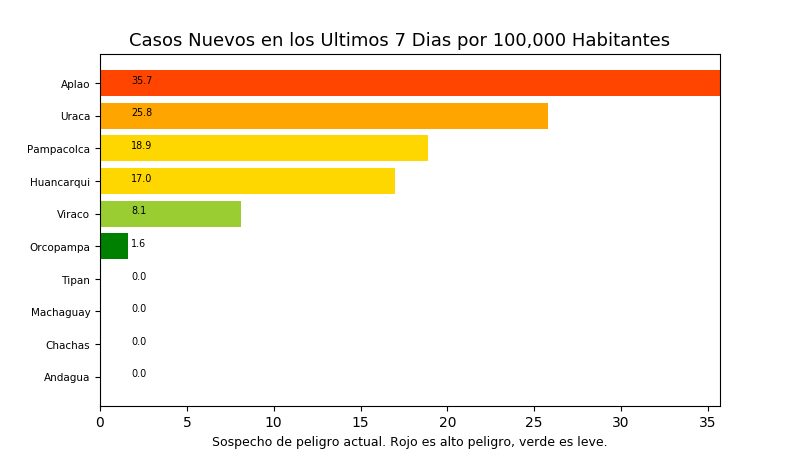 Casos Nuevos en los Ultimos 7 Dias por 100,000 Habitantes
Aplao 35.7
Uraca 25.8
Pampacolca 18.9
Huancarqui 17.0
Viraco 8.1
Orcopampa 1.6
Tipan 0.0
Machaguay 0.0
Chachas 0.0
Andagua 0.0
0 5 10 15 20 25 30 35
Sospecho de peligro actual. Rojo es alto peligro, verde es leve.